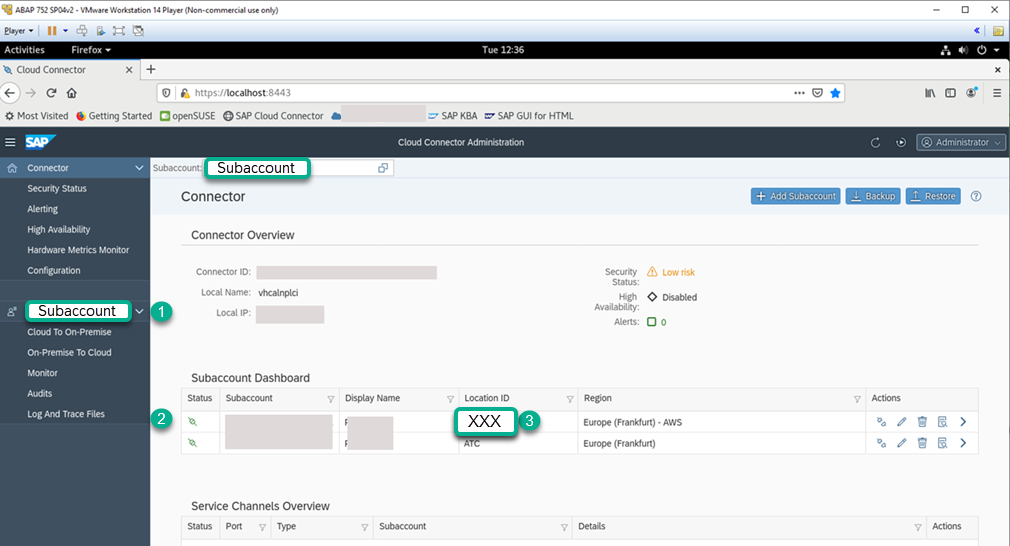 ABAP 752 SP04v2 - VMware Workstation 14 Player (Non-commercial use only)
Player
Activities Firefox Tue 12:36
Cloud Connector
https://localhost:8443
Most Visited Getting Started openSUSE SAP Cloud Connector SAP KBA SAP GUI for HTML
SAP Cloud Connector Administration Administrator
Connector Subaccount: Subaccount
Security Status Connector Add Subaccount Backup Restore
Alerting
High Availability Connector Overview
Hardware Metrics Monitor
Configuration Connector ID: Security Status: Low risk
Local Name: vhcalnplci High Availability: Disabled
Subaccount 1 Local IP: Alerts: 0
Cloud To On-Premise
On-Premise To Cloud
Monitor Subaccount Dashboard
Audits Status Subaccount Display Name Location ID Region Actions
Log And Trace Files 2 XXX 3 Europe (Frankfurt) - AWS
ATC Europe (Frankfurt)
Service Channels Overview
Status Port Type Subaccount Details Actions